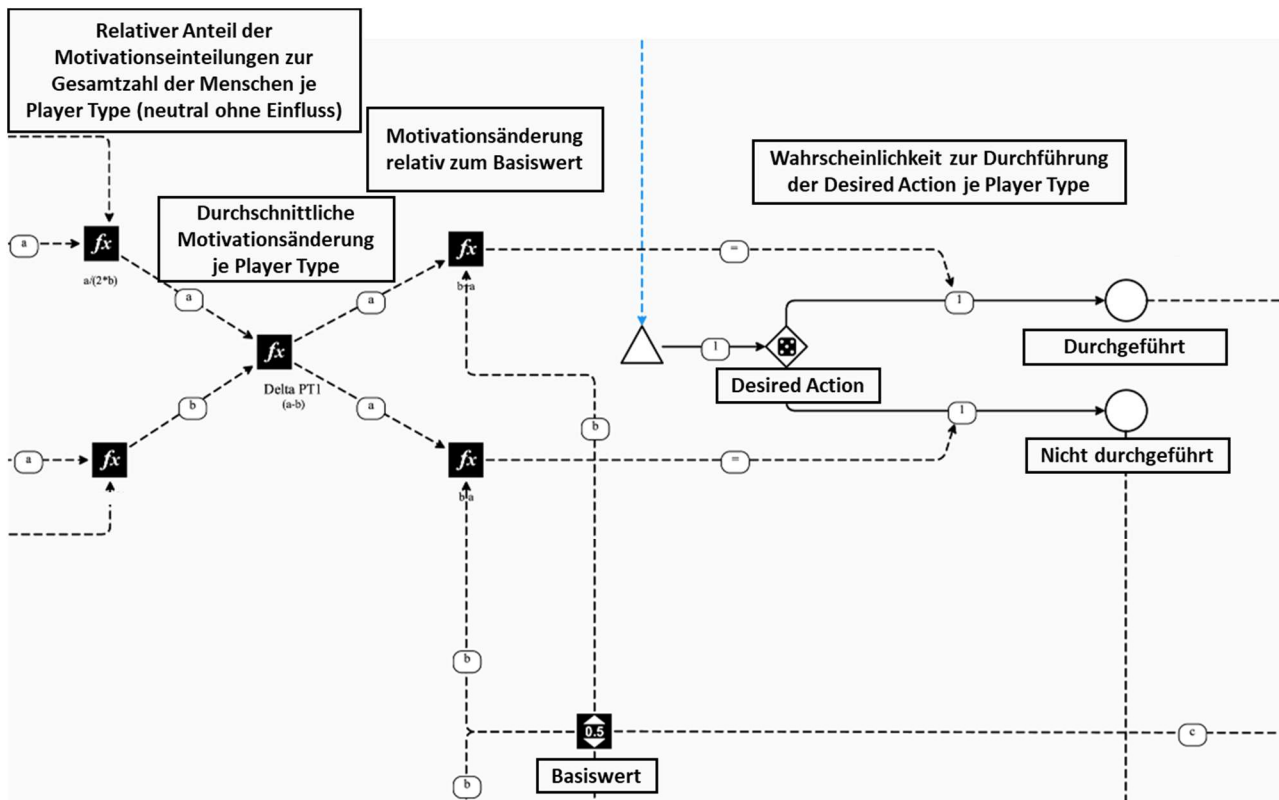 Relativer Anteil der
Motivationseinteilungen zur
Gesamtzahl der Menschen je
Player Type (neutral ohne Einfluss)
Motivationsänderung
relativ zum Basiswert
Wahrscheinlichkeit zur Durchführung
der Desired Action je Player Type
Durchschnittliche
Motivationsänderung
je Player Type
a
fx
a/(2*b)
a
fx
a
=
1
fx
Delta PT1
(a-b)
1
Durchgeführt
Desired Action
b
a
b
1
Nicht durchgeführt
a
fx
fx
=
b
0.5
c
Basiswert
b